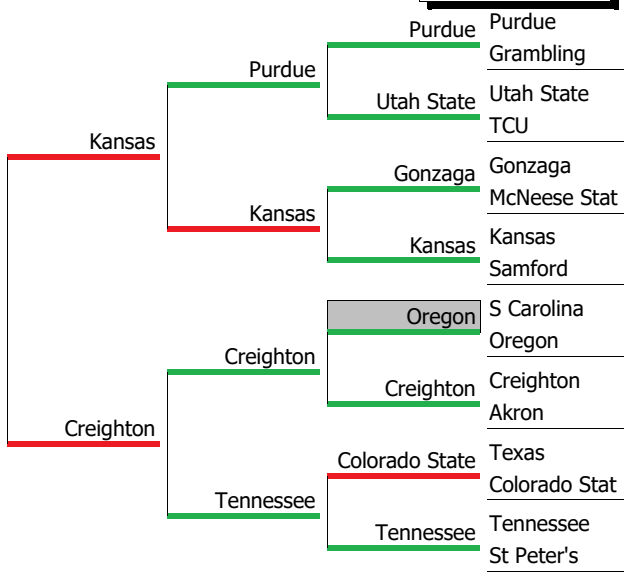 Purdue
Purdue
Grambling
Purdue
Utah State
Utah State
TCU
Kansas
Gonzaga
Gonzaga
McNeese Stat
Kansas
Kansas
Kansas
Samford
S Carolina
Oregon
Oregon
Creighton
Creighton
Creighton
Akron
Creighton
Texas
Colorado State
Colorado Stat
Tennessee
Tennessee
Tennessee
St Peter's